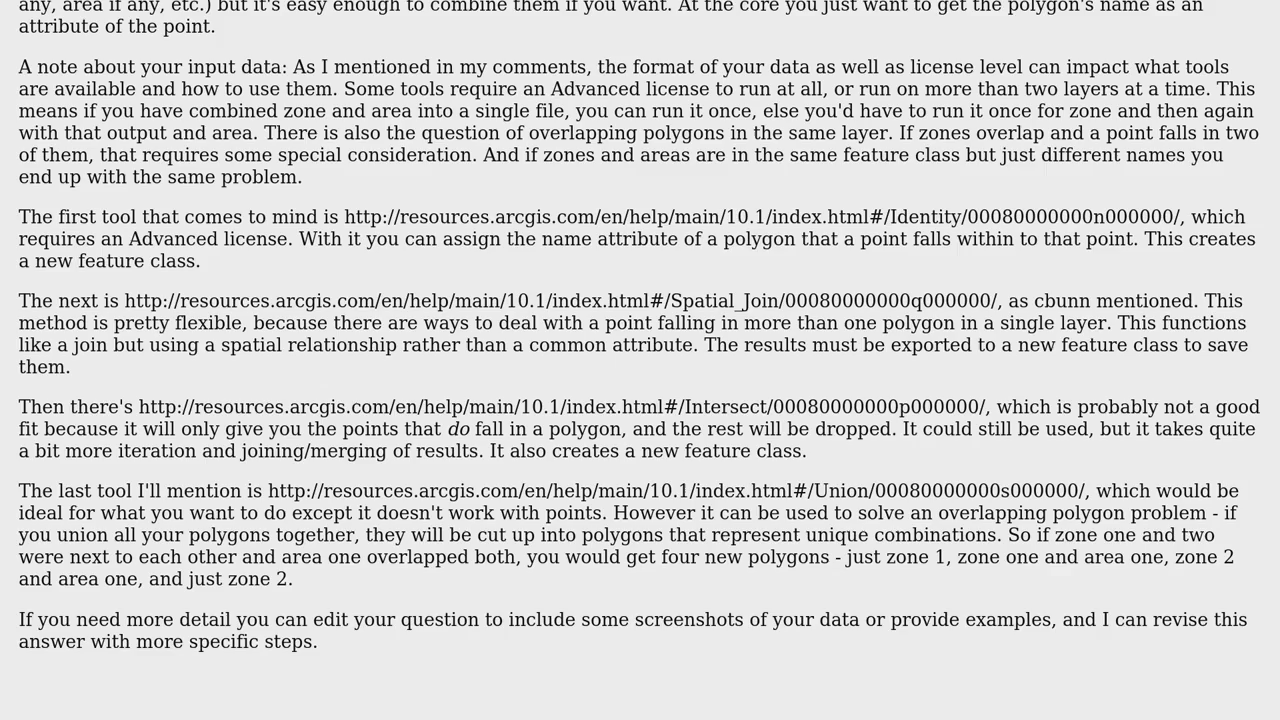 any, area if any, etc.) but it's easy enough to combine them if you want. At the core you just want to get the polygon's name as an
attribute of the point.
A note about your input data: As I mentioned in my comments, the format of your data as well as license level can impact what tools
are available and how to use them. Some tools require an Advanced license to run at all, or run on more than two layers at a time. This
means if you have combined zone and area into a single file, you can run it once, else you'd have to run it once for zone and then again
with that output and area. There is also the question of overlapping polygons in the same layer. If zones overlap and a point falls in two
of them, that requires some special consideration. And if zones and areas are in the same feature class but just different names you
end up with the same problem.
The first tool that comes to mind is http://resources.arcgis.com/en/help/main/10.1/index.html#/Identity/00080000000n000000/, which
requires an Advanced license. With it you can assign the name attribute of a polygon that a point falls within to that point. This creates
a new feature class.
The next is http://resources.arcgis.com/en/help/main/10.1/index.html#/Spatial_Join/00080000000q000000/, as cbunn mentioned. This
method is pretty flexible, because there are ways to deal with a point falling in more than one polygon in a single layer. This functions
like a join but using a spatial relationship rather than a common attribute. The results must be exported to a new feature class to save
them.
Then there's http://resources.arcgis.com/en/help/main/10.1/index.html#/Intersect/00080000000p000000/, which is probably not a good
fit because it will only give you the points that do fall in a polygon, and the rest will be dropped. It could still be used, but it takes quite
a bit more iteration and joining/merging of results. It also creates a new feature class.
The last tool I'll mention is http://resources.arcgis.com/en/help/main/10.1/index.html#/Union/00080000000s000000/, which would be
ideal for what you want to do except it doesn't work with points. However it can be used to solve an overlapping polygon problem - if
you union all your polygons together, they will be cut up into polygons that represent unique combinations. So if zone one and two
were next to each other and area one overlapped both, you would get four new polygons - just zone 1, zone one and area one, zone 2
and area one, and just zone 2.
If you need more detail you can edit your question to include some screenshots of your data or provide examples, and I can revise this
answer with more specific steps.